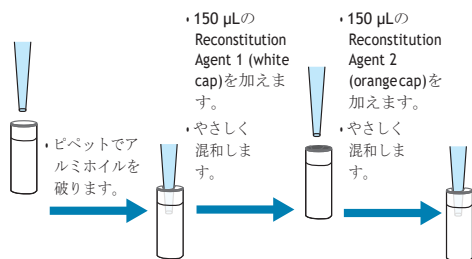 ・ピペットでア
ルミホイルを
破ります。
・150 µLの
Reconstitution
Agent 1 (white
cap)を加えま
す。
・やさしく
混和しま
す。
・150 µLの
Reconstitution
Agent 2
(orange cap)を
加えます。
・やさしく
混和しま
す。